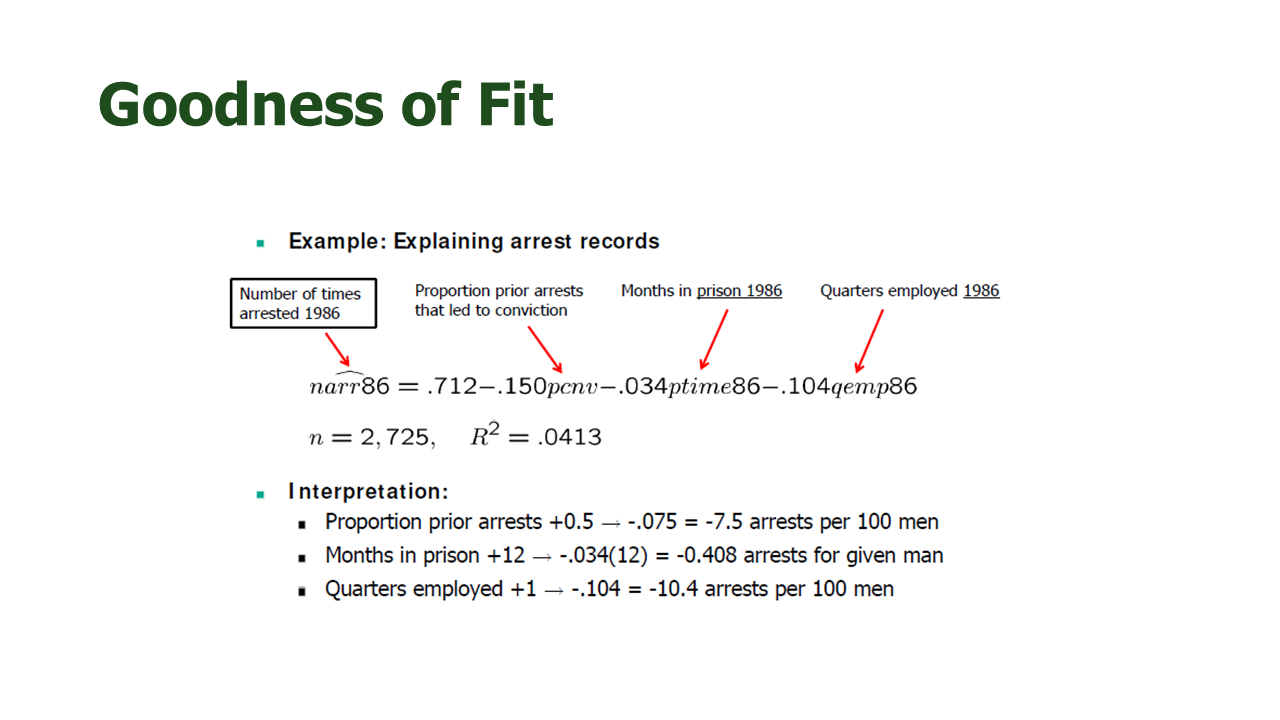 Goodness of Fit
▪ Example: Explaining arrest records
Number of times
arrested 1986
Proportion prior arrests
that led to conviction
Months in prison 1986
Quarters employed 1986
n\widehat{arr}86 = .712−.150pcnv−.034ptime86−.104qemp86
n = 2,725, R² = .0413
▪ Interpretation:
▪ Proportion prior arrests +0.5 → -.075 = -7.5 arrests per 100 men
▪ Months in prison +12 → -.034(12) = -0.408 arrests for given man
▪ Quarters employed +1 → -.104 = -10.4 arrests per 100 men